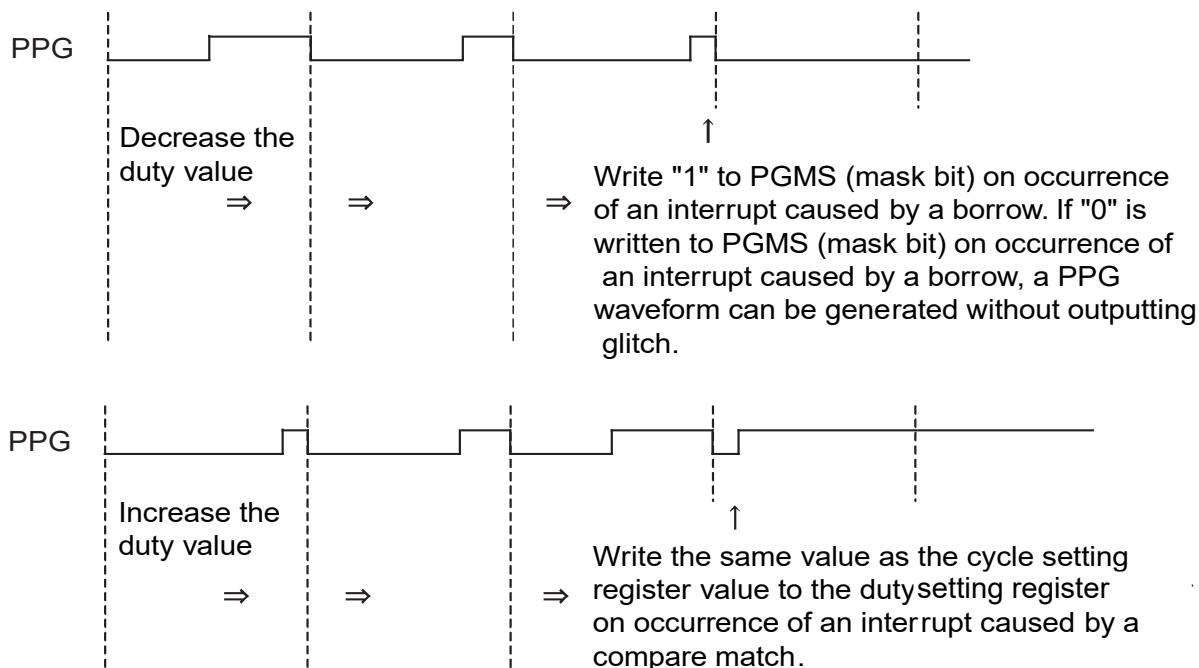 PPG
Decrease the
duty value
⇒ ⇒ ⇒
↑
Write "1" to PGMS (mask bit) on occurrence
of an interrupt caused by a borrow. If "0" is
written to PGMS (mask bit) on occurrence of
an interrupt caused by a borrow, a PPG
waveform can be generated without outputting
glitch.
PPG
Increase the
duty value
⇒ ⇒ ⇒
↑
Write the same value as the cycle setting
register value to the duty setting register
on occurrence of an interrupt caused by a
compare match.